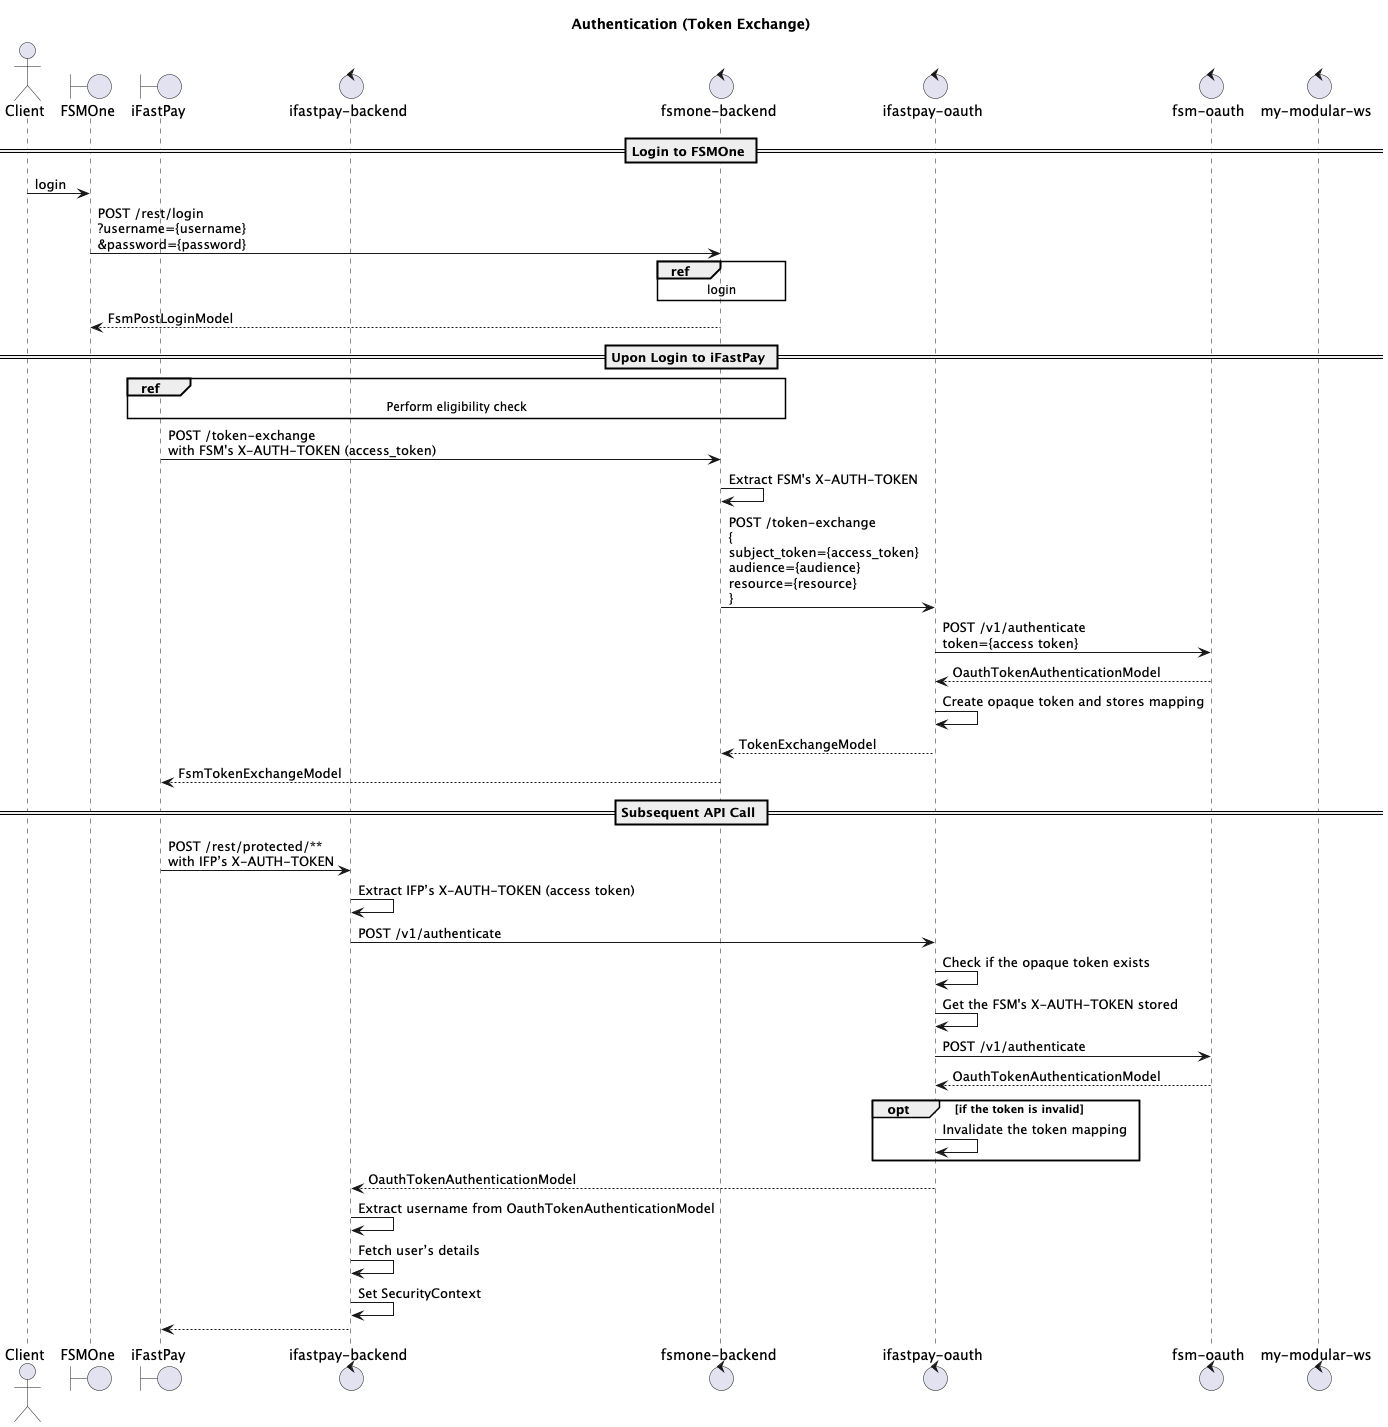 Authentication (Token Exchange)
Client
FSMOne
iFastPay
ifastpay-backend
fsmone-backend
ifastpay-oauth
fsm-oauth
my-modular-ws
Login to FSMOne
login
POST /rest/login
?username={username}
&password={password}
ref
login
FsmPostLoginModel
Upon Login to iFastPay
ref
Perform eligibility check
POST /token-exchange
with FSM's X-AUTH-TOKEN (access_token)
Extract FSM's X-AUTH-TOKEN
POST /token-exchange
{
subject_token={access_token}
audience={audience}
resource={resource}
}
POST /v1/authenticate
token={access token}
OauthTokenAuthenticationModel
Create opaque token and stores mapping
TokenExchangeModel
FsmTokenExchangeModel
Subsequent API Call
POST /rest/protected/**
with IFP's X-AUTH-TOKEN
Extract IFP's X-AUTH-TOKEN (access token)
POST /v1/authenticate
Check if the opaque token exists
Get the FSM's X-AUTH-TOKEN stored
POST /v1/authenticate
OauthTokenAuthenticationModel
opt
[if the token is invalid]
Invalidate the token mapping
OauthTokenAuthenticationModel
Extract username from OauthTokenAuthenticationModel
Fetch user's details
Set SecurityContext
Client
FSMOne
iFastPay
ifastpay-backend
fsmone-backend
ifastpay-oauth
fsm-oauth
my-modular-ws